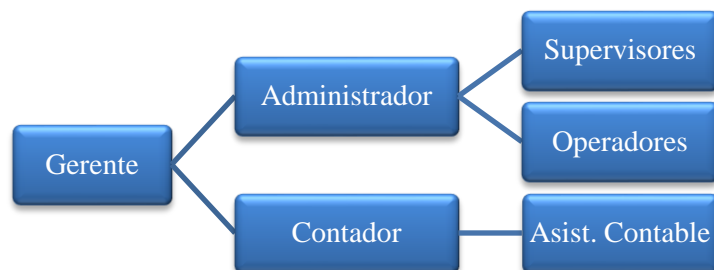 Supervisores
Administrador
Operadores
Gerente
Contador
Asist. Contable